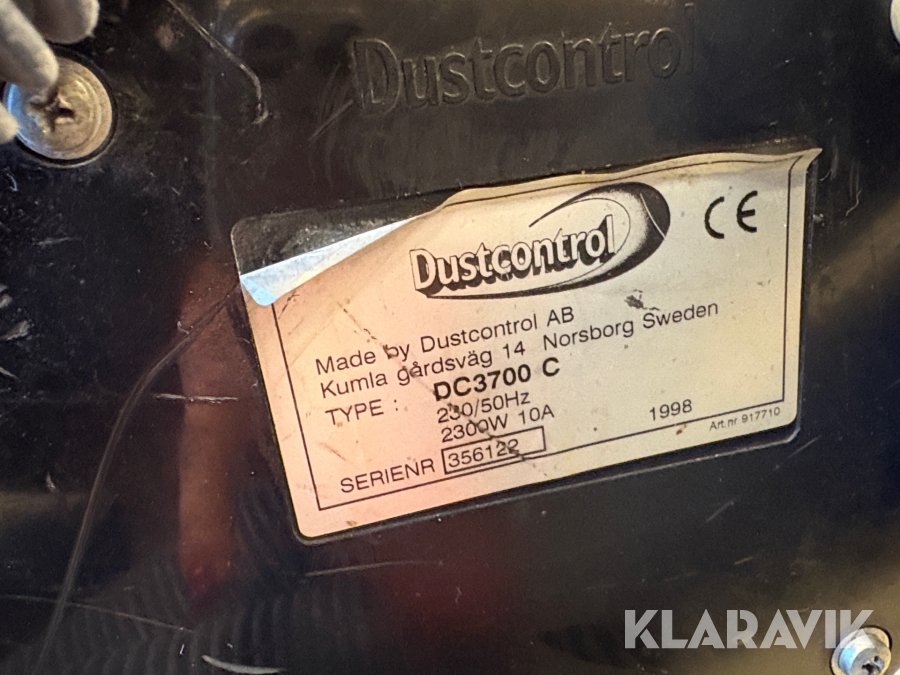 Dustcontrol
Dustcontrol CE
Made by Dustcontrol AB
Kumla gårdsväg 14 Norsborg Sweden
TYPE : DC3700 C
230/50Hz
2300W 10A 1998
SERIENR 356122 Art.nr 917710
KLARAVIK